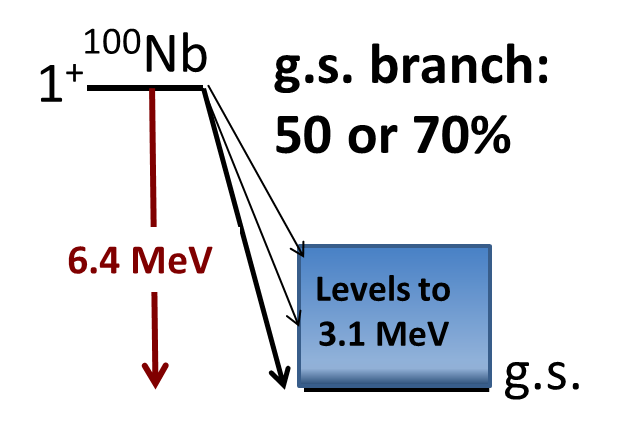 ¹⁰⁰Nb
1⁺
g.s. branch:
50 or 70%
6.4 MeV
Levels to
3.1 MeV
g.s.